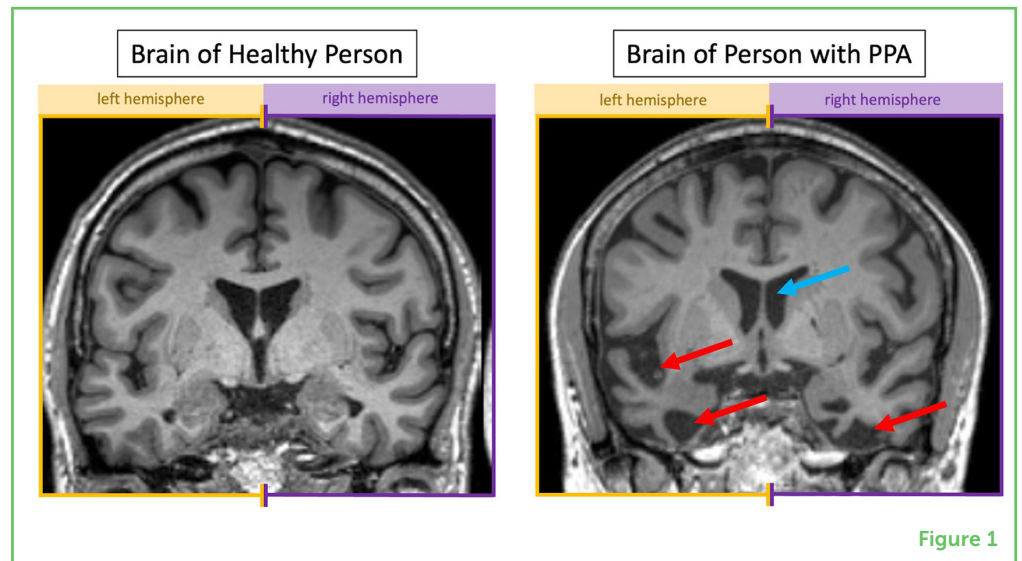 Brain of Healthy Person
Brain of Person with PPA
left hemisphere
right hemisphere
left hemisphere
right hemisphere
Figure 1